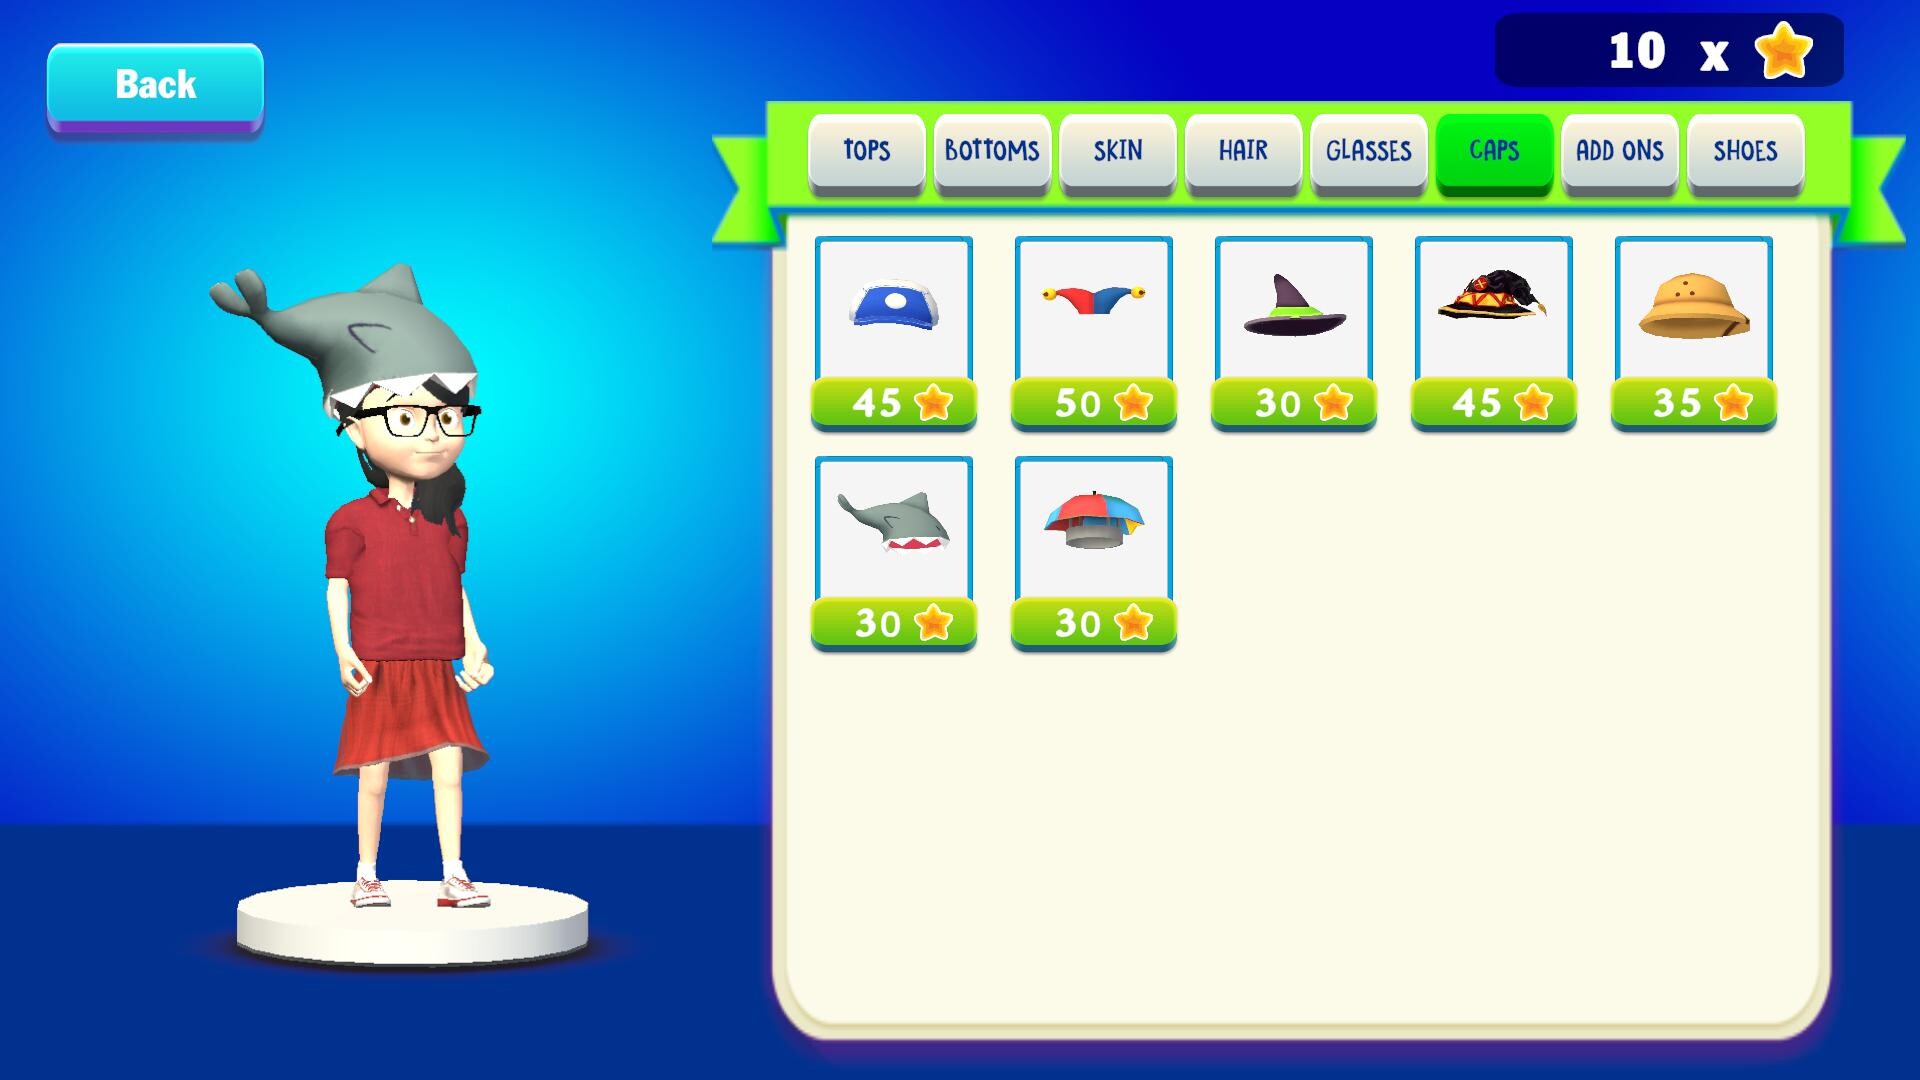 Back
10 x
TOPS
BOTTOMS
SKIN
HAIR
GLASSES
CAPS
ADD ONS
SHOES
45
50
30
45
35
30
30